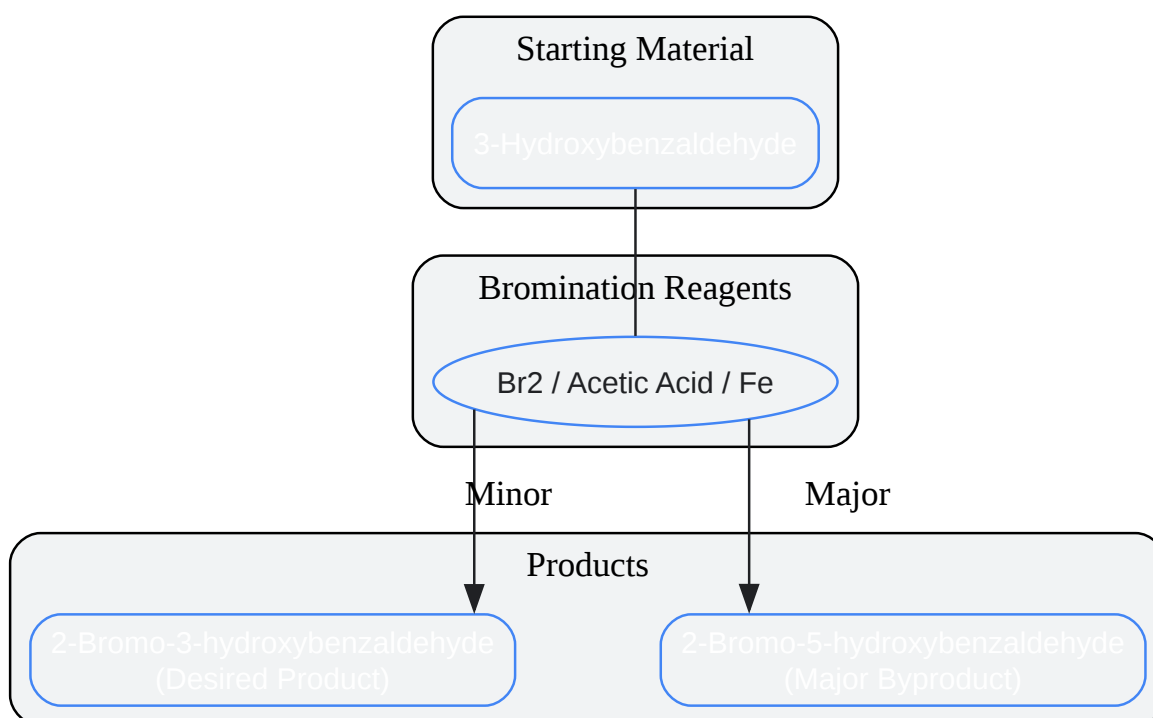 Starting Material
3-Hydroxybenzaldehyde
Bromination Reagents
Br2 / Acetic Acid / Fe
Minor
Major
Products
2-Bromo-3-hydroxybenzaldehyde
(Desired Product)
2-Bromo-5-hydroxybenzaldehyde
(Major Byproduct)